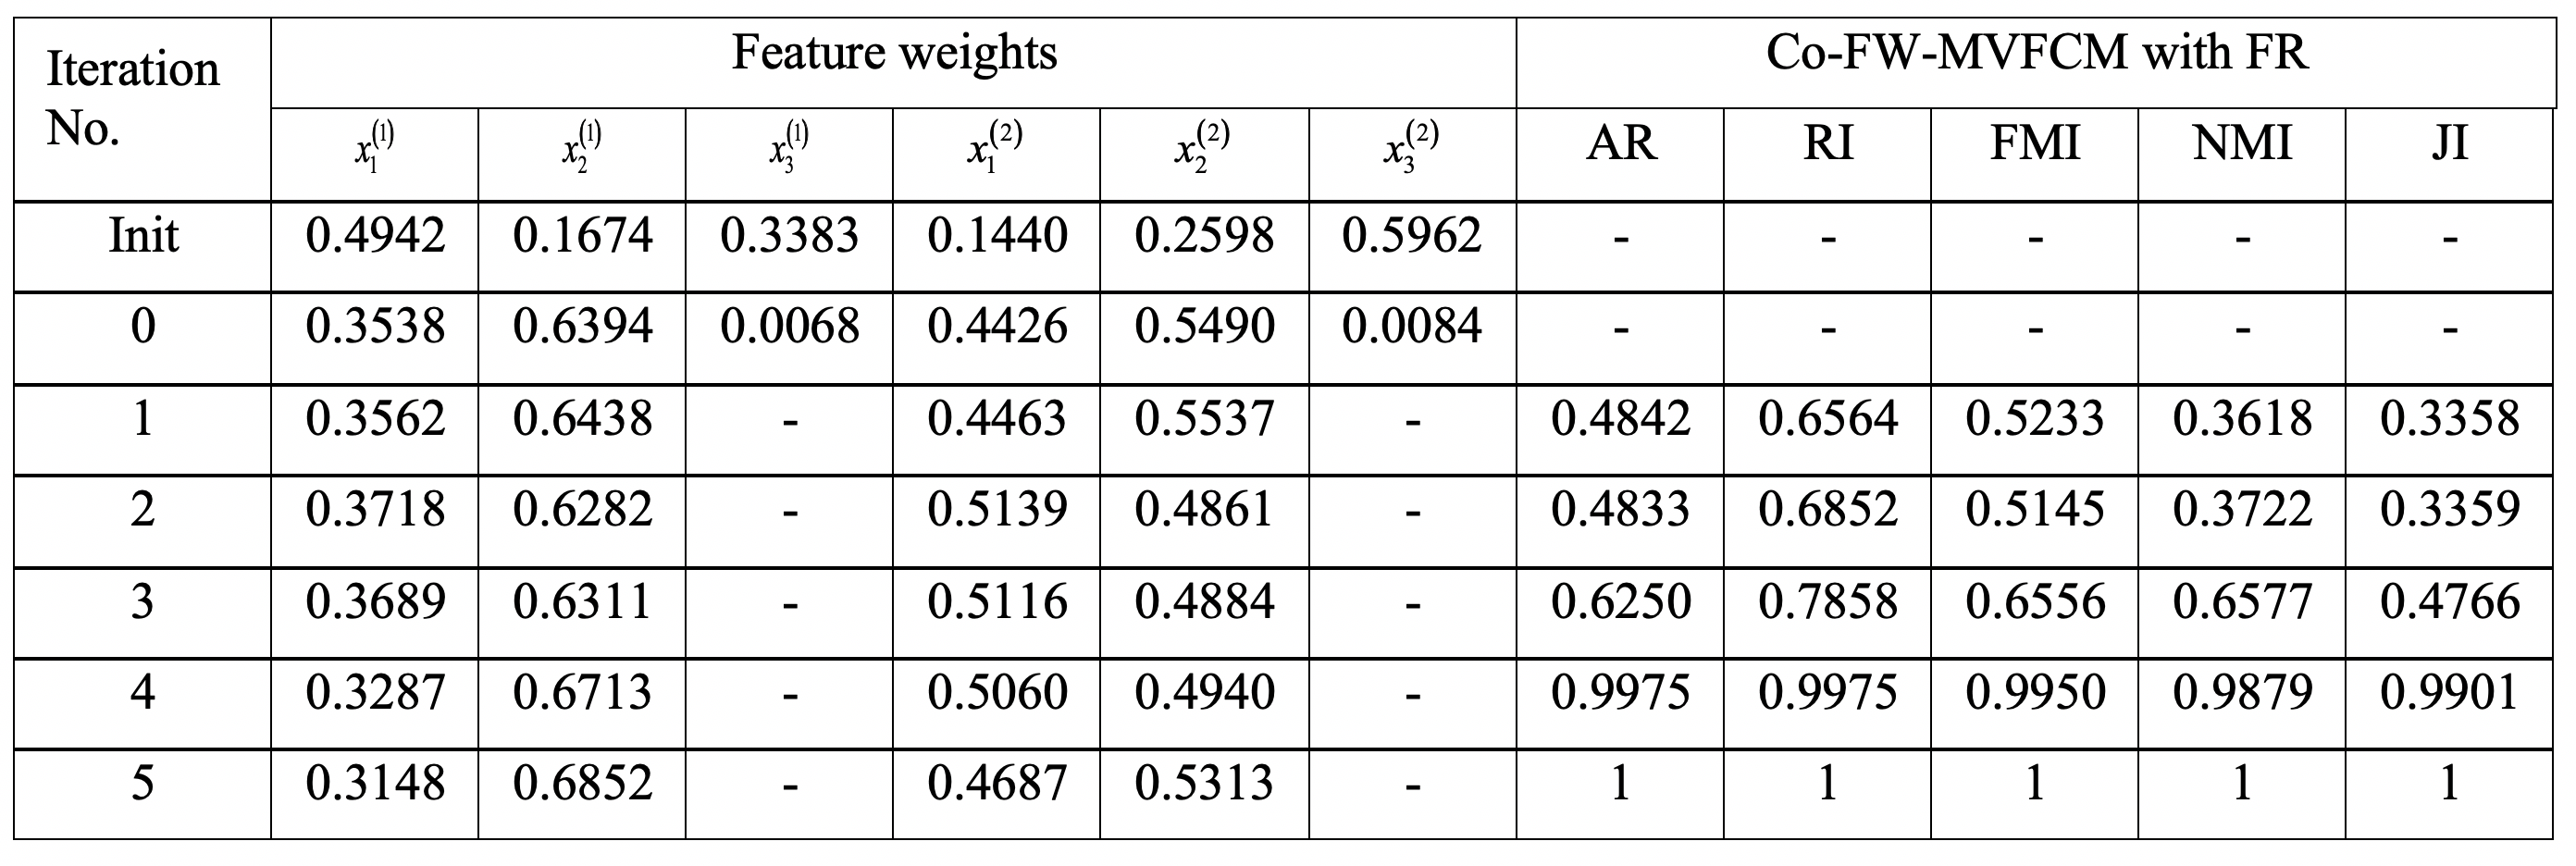 Iteration No. Feature weights Co-FW-MVFCM with FR
x₁⁽¹⁾ x₂⁽¹⁾ x₃⁽¹⁾ x₁⁽²⁾ x₂⁽²⁾ x₃⁽²⁾ AR RI FMI NMI JI
Init 0.4942 0.1674 0.3383 0.1440 0.2598 0.5962 - - - - -
0 0.3538 0.6394 0.0068 0.4426 0.5490 0.0084 - - - - -
1 0.3562 0.6438 - 0.4463 0.5537 - 0.4842 0.6564 0.5233 0.3618 0.3358
2 0.3718 0.6282 - 0.5139 0.4861 - 0.4833 0.6852 0.5145 0.3722 0.3359
3 0.3689 0.6311 - 0.5116 0.4884 - 0.6250 0.7858 0.6556 0.6577 0.4766
4 0.3287 0.6713 - 0.5060 0.4940 - 0.9975 0.9975 0.9950 0.9879 0.9901
5 0.3148 0.6852 - 0.4687 0.5313 - 1 1 1 1 1